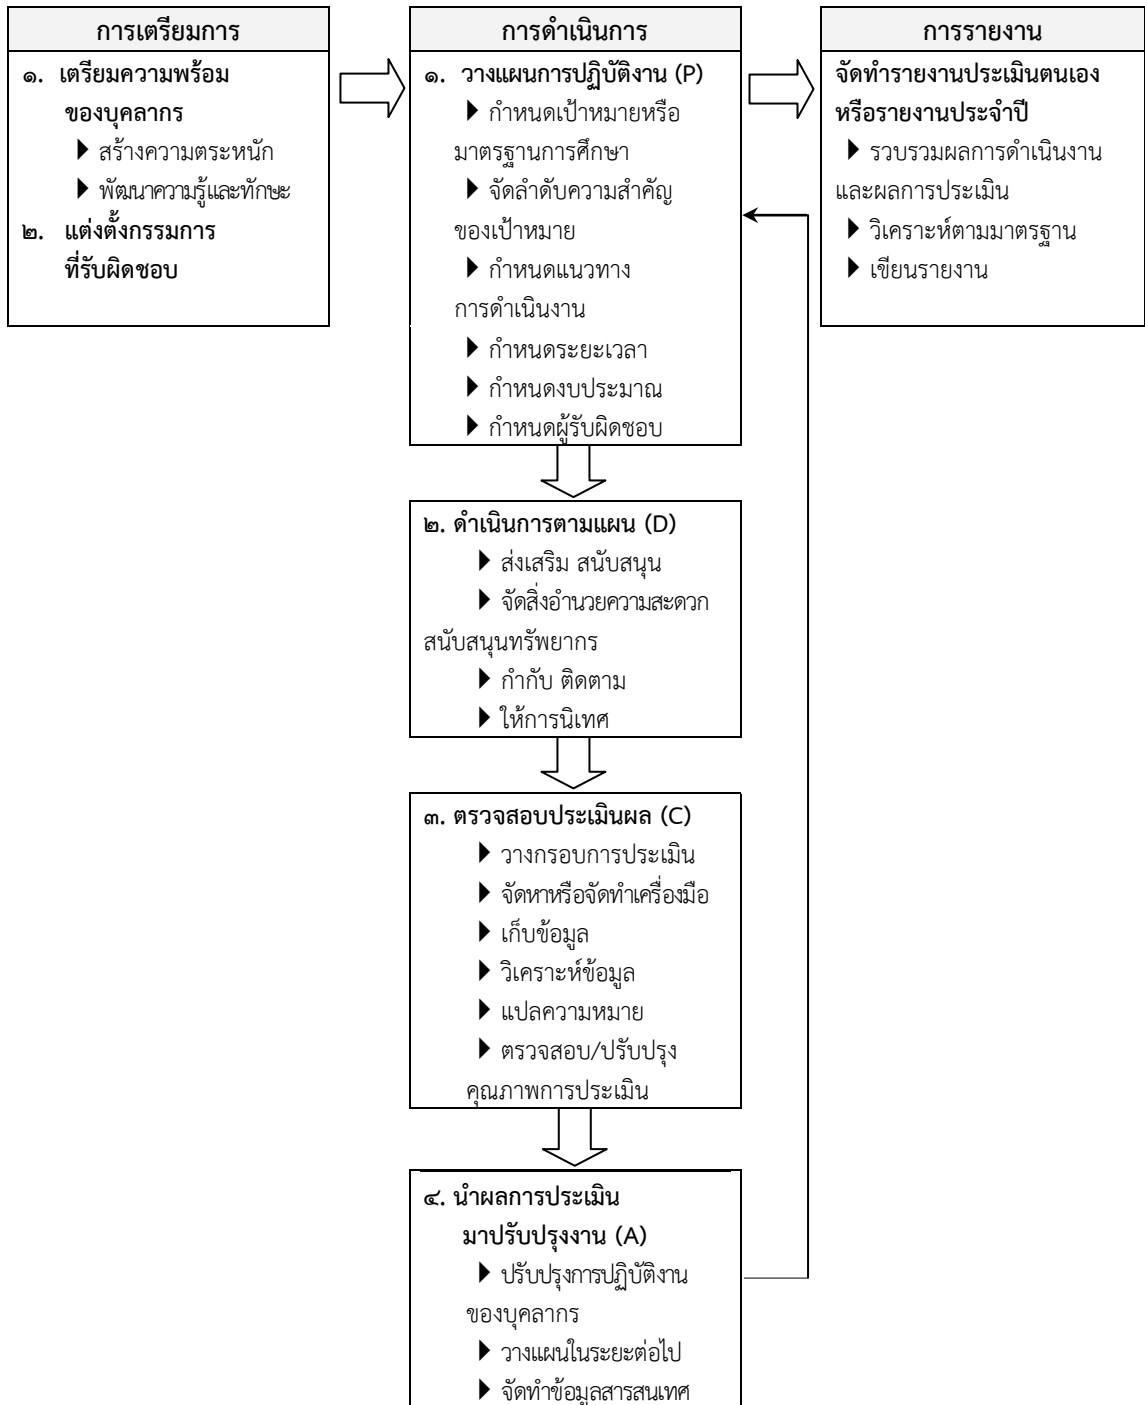 การเตรียมการ
๑. เตรียมความพร้อม
ของบุคลากร
สร้างความตระหนัก
พัฒนาความรู้และทักษะ
๒. แต่งตั้งกรรมการ
ที่รับผิดชอบ
การดำเนินการ
๑. วางแผนการปฏิบัติงาน (P)
กำหนดเป้าหมายหรือ
มาตรฐานการศึกษา
จัดลำดับความสำคัญ
ของเป้าหมาย
กำหนดแนวทาง
การดำเนินงาน
กำหนดระยะเวลา
กำหนดงบประมาณ
กำหนดผู้รับผิดชอบ
๒. ดำเนินการตามแผน (D)
ส่งเสริม สนับสนุน
จัดสิ่งอำนวยความสะดวก
สนับสนุนทรัพยากร
กำกับ ติดตาม
ให้การนิเทศ
๓. ตรวจสอบประเมินผล (C)
วางกรอบการประเมิน
จัดหาหรือจัดทำเครื่องมือ
เก็บข้อมูล
วิเคราะห์ข้อมูล
แปลความหมาย
ตรวจสอบ/ปรับปรุง
คุณภาพการประเมิน
๔. นำผลการประเมิน
มาปรับปรุงงาน (A)
ปรับปรุงการปฏิบัติงาน
ของบุคลากร
วางแผนในระยะต่อไป
จัดทำข้อมูลสารสนเทศ
การรายงาน
จัดทำรายงานประเมินตนเอง
หรือรายงานประจำปี
รวบรวมผลการดำเนินงาน
และผลการประเมิน
วิเคราะห์ตามมาตรฐาน
เขียนรายงาน